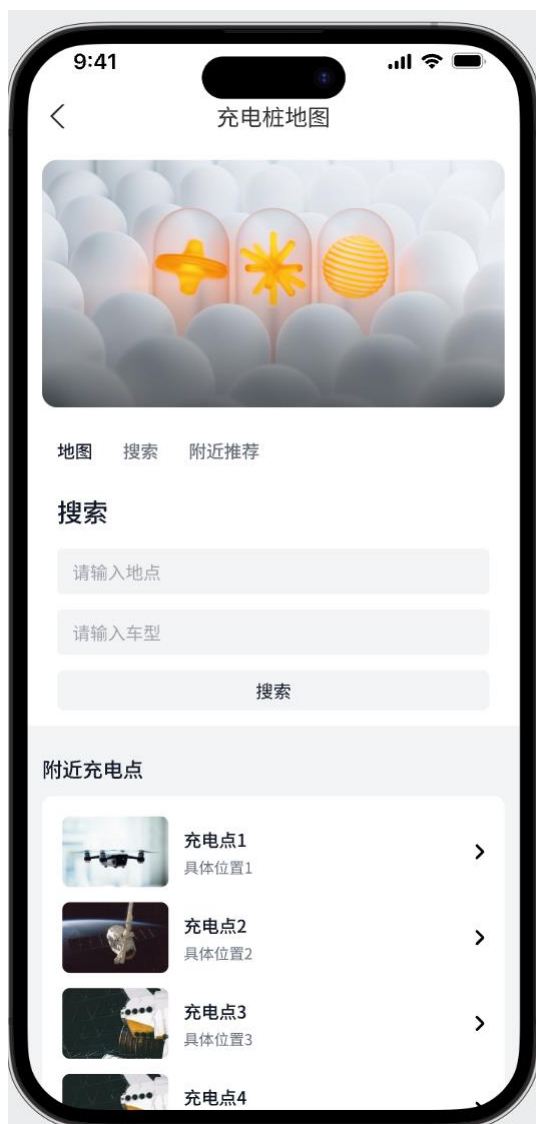 9:41
充电桩地图
地图 搜索 附近推荐
搜索
请输入地点
请输入车型
搜索
附近充电点
充电点1
具体位置1
充电点2
具体位置2
充电点3
具体位置3
充电点4